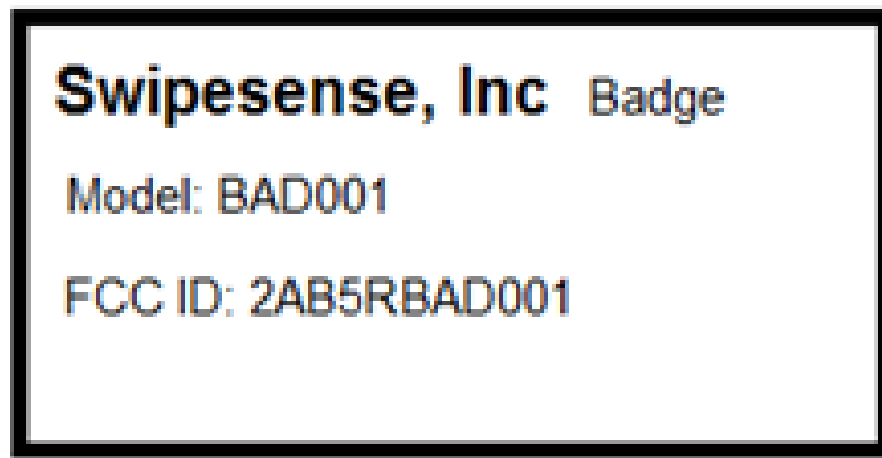 Swipesense, Inc Badge
Model: BAD001
FCC ID: 2AB5RBAD001